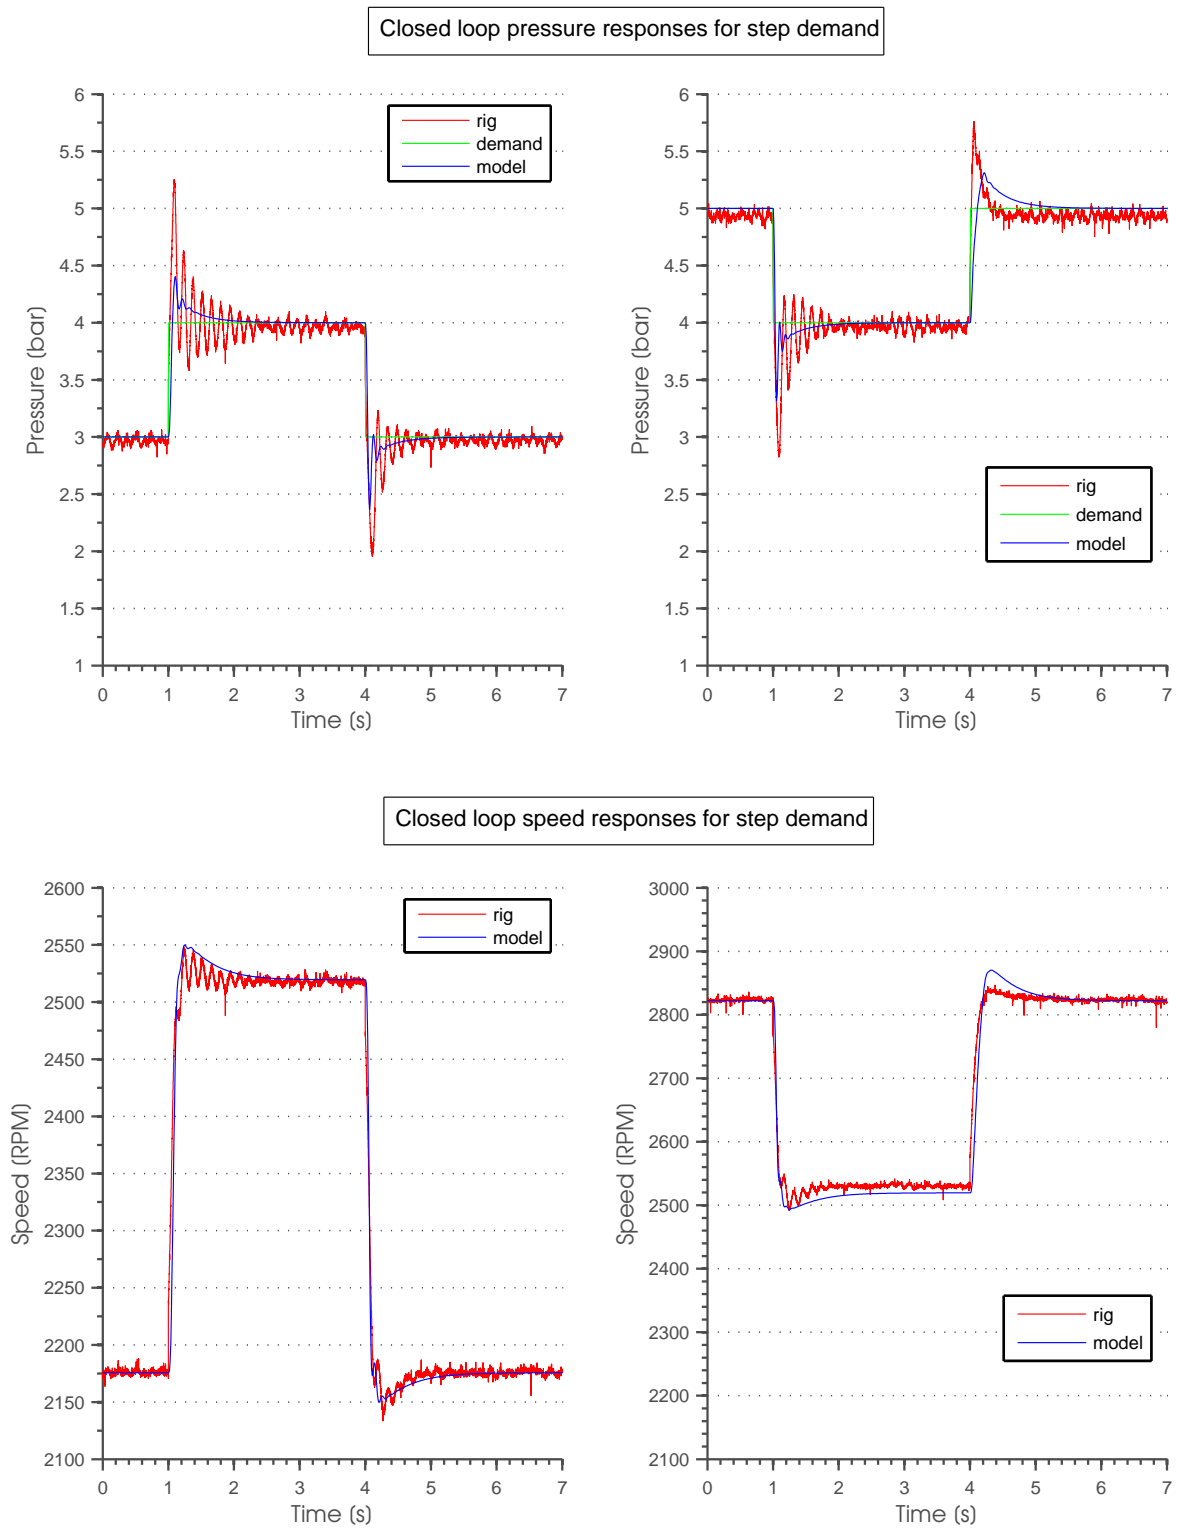 Closed loop pressure responses for step demand
6
5.5
5
4.5
4
3.5
3
2.5
2
1.5
1
0 1 2 3 4 5 6 7
Pressure (bar)
Time (s)
rig
demand
model
6
5.5
5
4.5
4
3.5
3
2.5
2
1.5
1
0 1 2 3 4 5 6 7
Pressure (bar)
Time (s)
rig
demand
model
Closed loop speed responses for step demand
2600
2550
2500
2450
2400
2350
2300
2250
2200
2150
2100
0 1 2 3 4 5 6 7
Speed (RPM)
Time (s)
rig
model
3000
2900
2800
2700
2600
2500
2400
2300
2200
2100
0 1 2 3 4 5 6 7
Speed (RPM)
Time (s)
rig
model